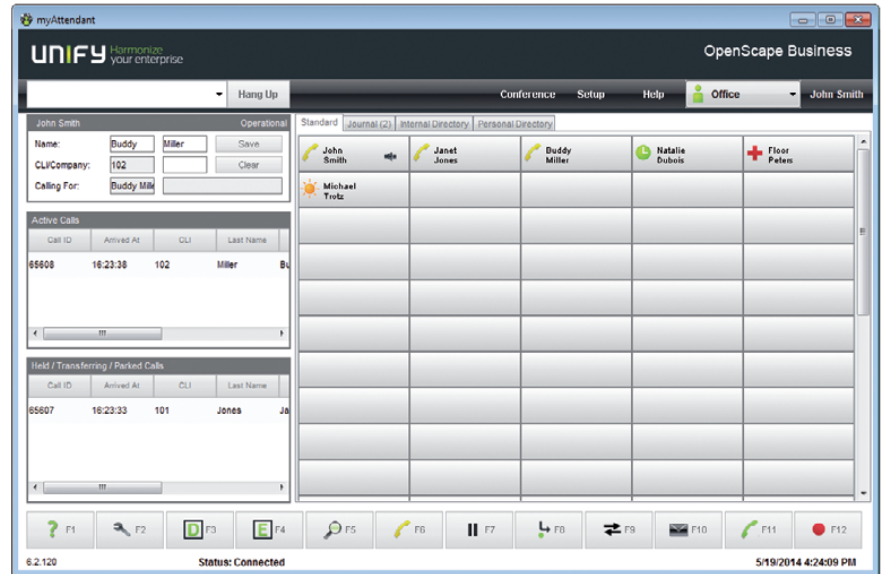 myAttendant
UNIFY Harmonize your enterprise
OpenScape Business
Hang Up
Conference Setup Help Office John Smith
John Smith Operational
Name: Buddy Miller Save
CLI/Company: 102 Clear
Calling For: Buddy Mille
Active Calls
Call ID Arrived At CLI Last Name
65608 16:23:38 102 Miller Bu
Held / Transferring / Parked Calls
Call ID Arrived At CLI Last Name
65607 16:23:33 101 Jones Ja
Standard Journal (2) Internal Directory Personal Directory
John Smith
Janet Jones
Buddy Miller
Natalie Dubois
Floor Peters
Michael Trotz
? F1 F2 D F3 E F4 F5 F6 F7 F8 F9 F10 F11 F12
6.2.120 Status: Connected 5/19/2014 4:24:09 PM